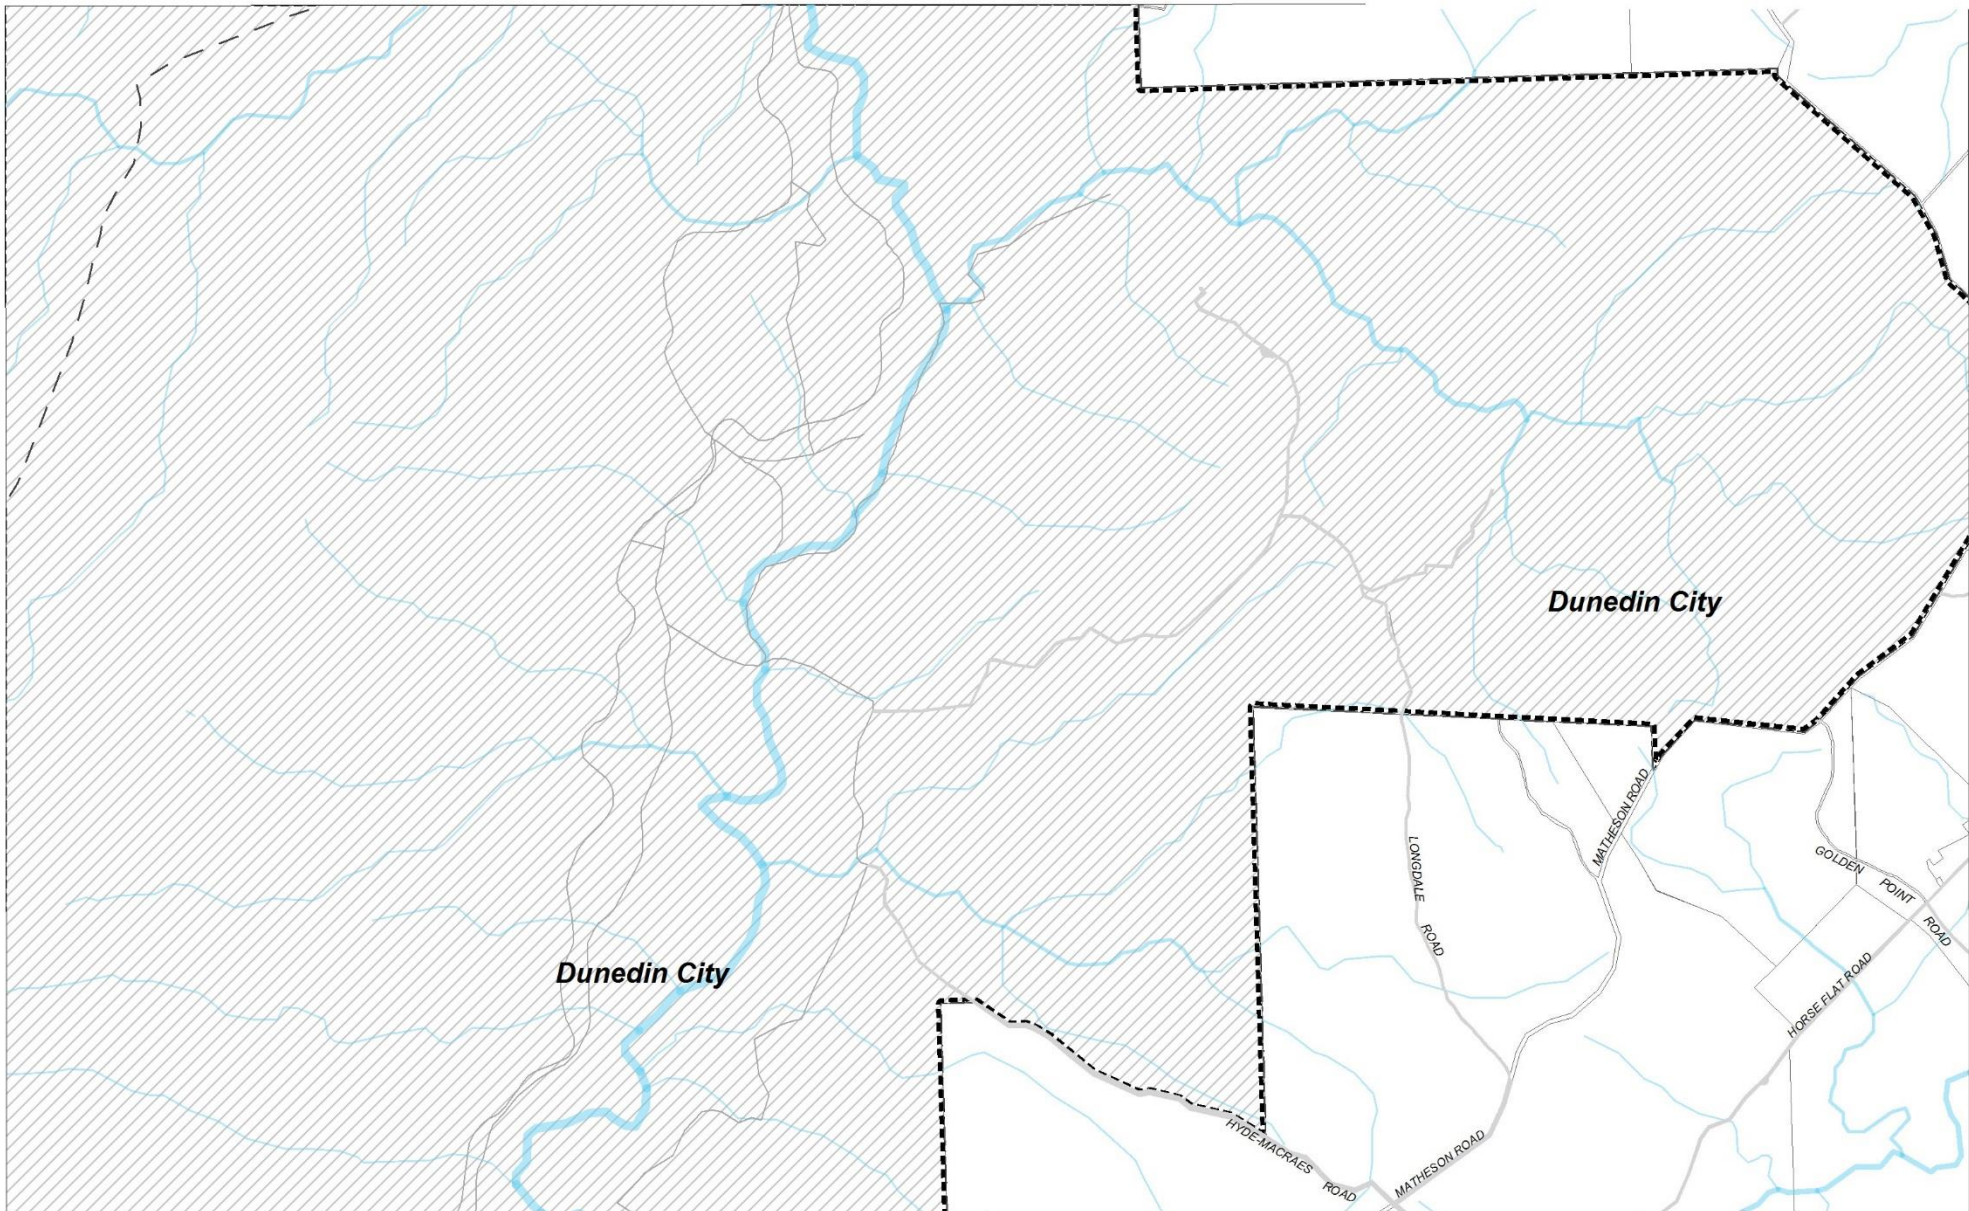 Dunedin City
MATHESON ROAD
LONGDALE
ROAD
GOLDEN
POINT
ROAD
Dunedin City
HORSE FLAT ROAD
HYDE-MACRAES
ROAD
MATHESON ROAD